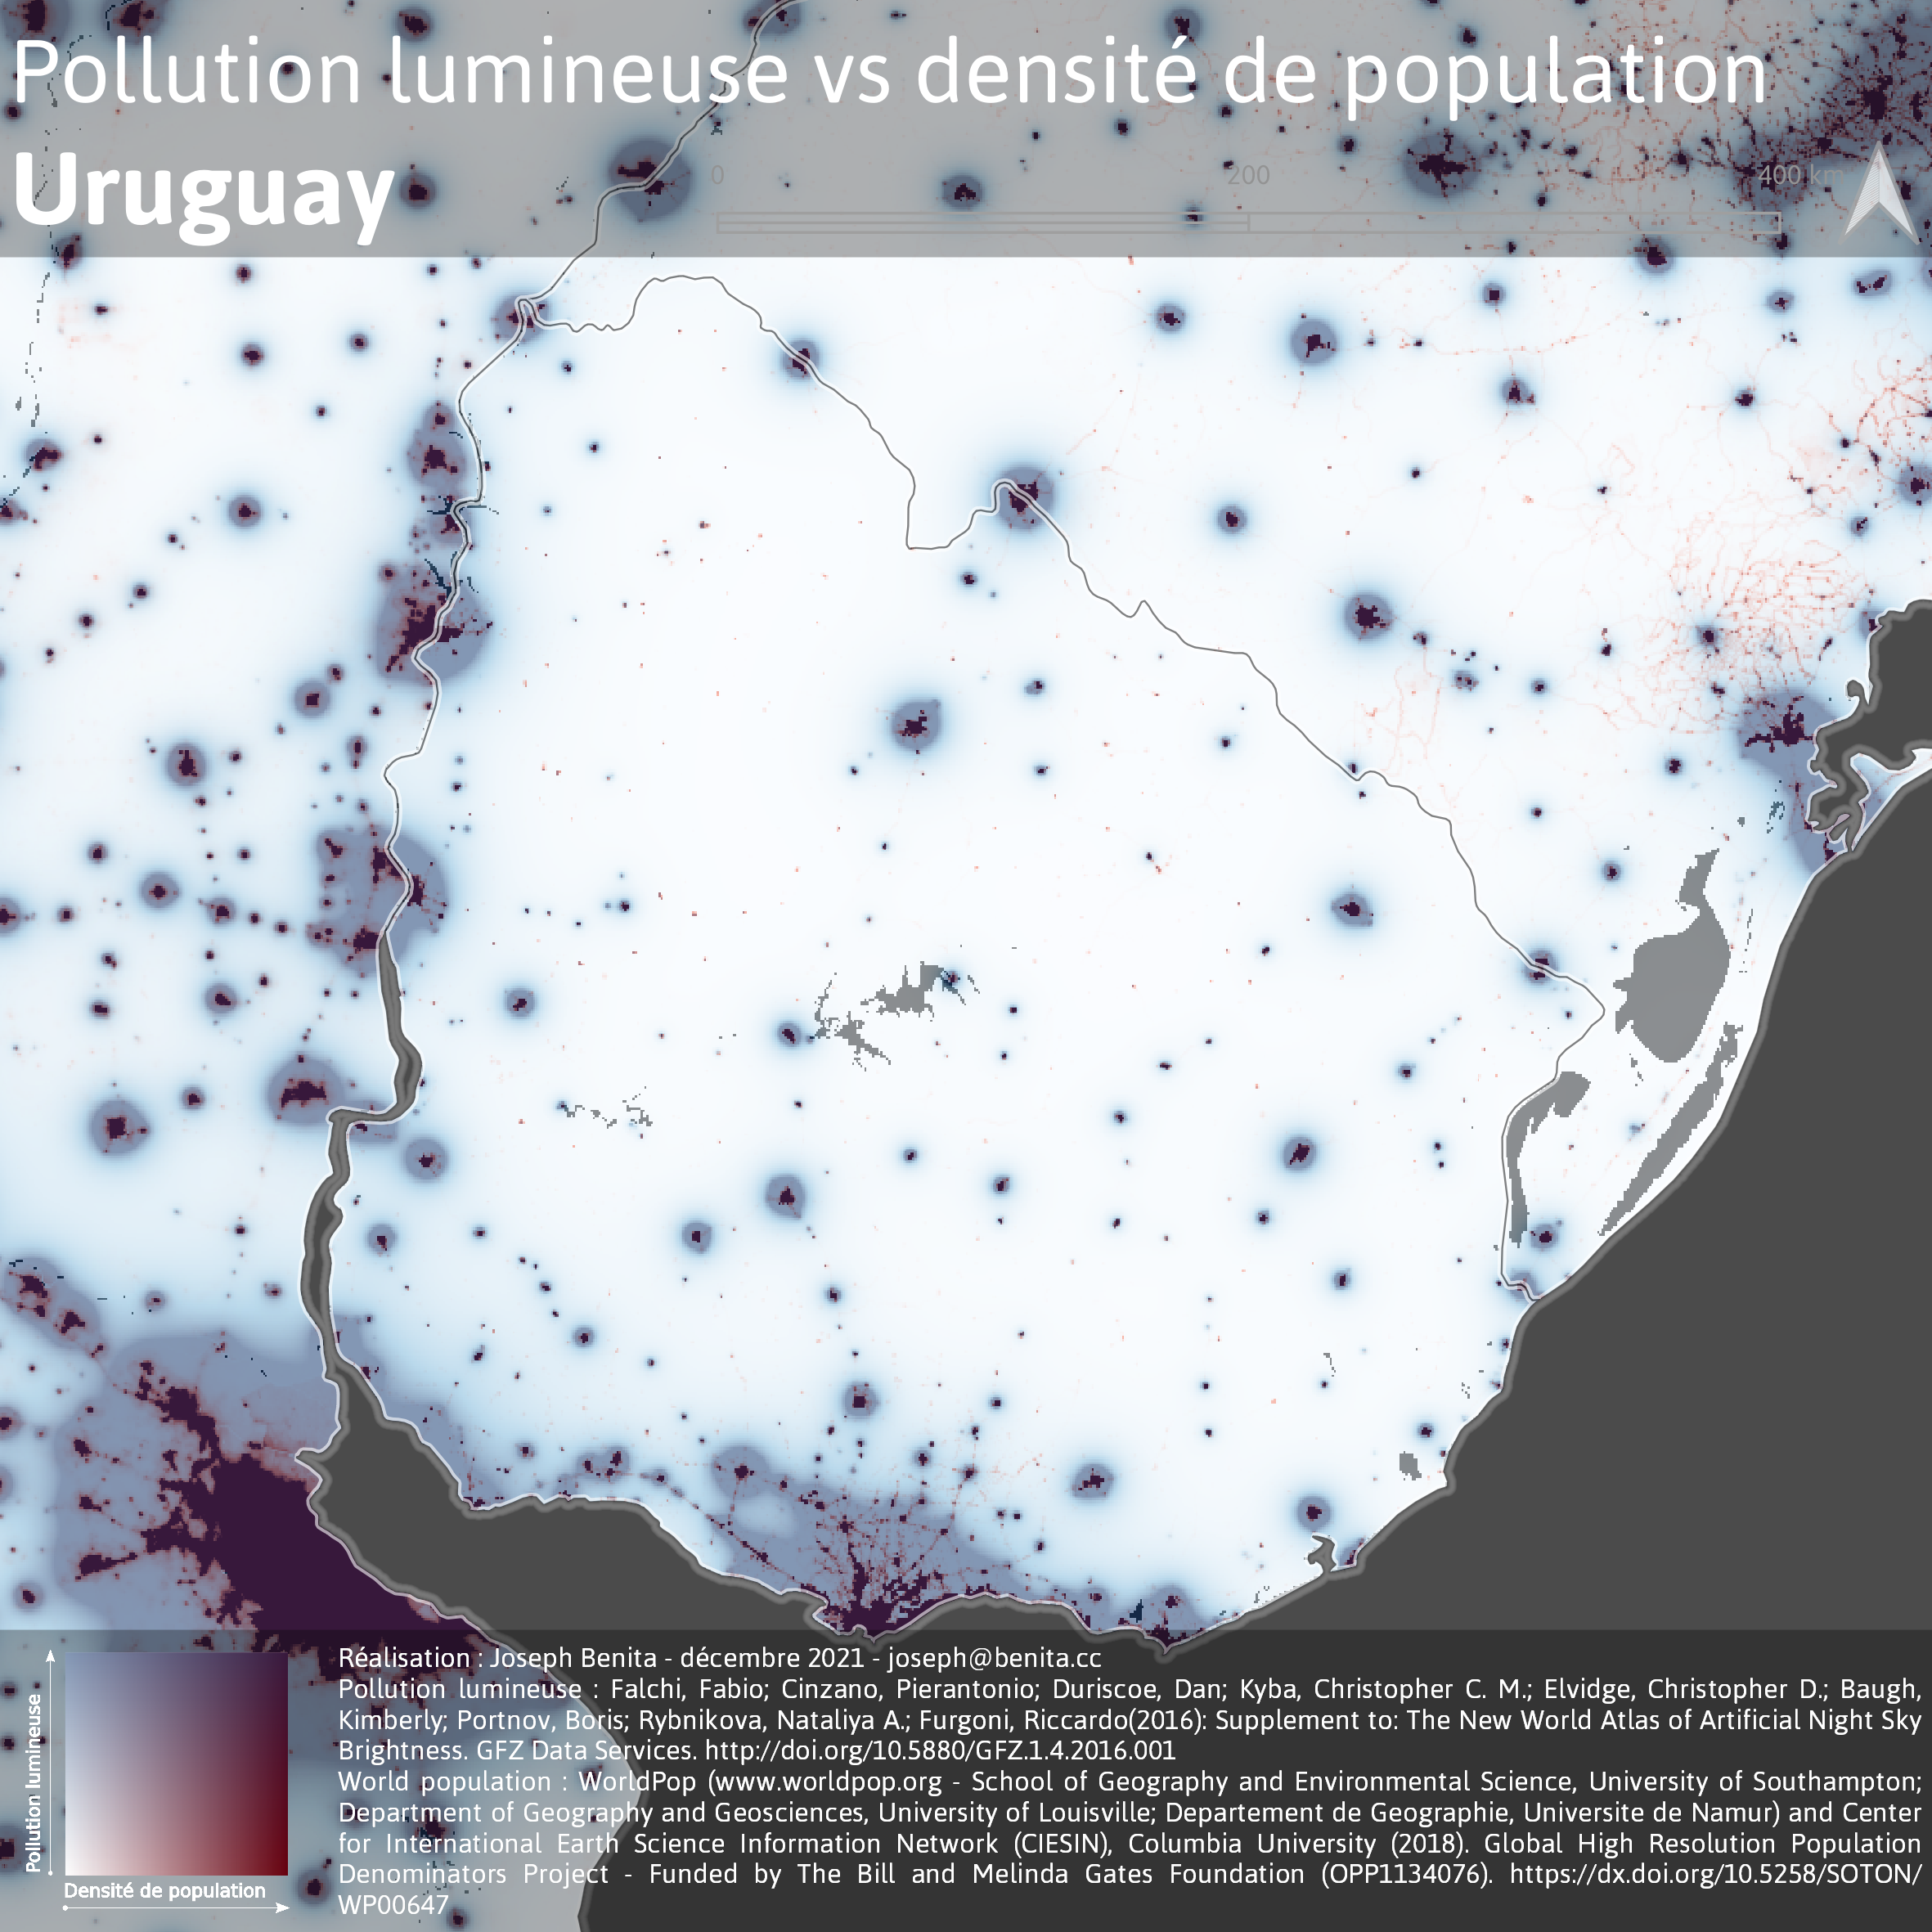 Pollution lumineuse vs densité de population
Uruguay
0 200 400 km
Réalisation : Joseph Benita - décembre 2021 - joseph@benita.cc
Pollution lumineuse : Falchi, Fabio; Cinzano, Pierantonio; Duriscoe, Dan; Kyba, Christopher C. M.; Elvidge, Christopher D.; Baugh,
Kimberly; Portnov, Boris; Rybnikova, Nataliya A.; Furgoni, Riccardo(2016): Supplement to: The New World Atlas of Artificial Night Sky
Brightness. GFZ Data Services. http://doi.org/10.5880/GFZ.1.4.2016.001
World population : WorldPop (www.worldpop.org - School of Geography and Environmental Science, University of Southampton;
Department of Geography and Geosciences, University of Louisville; Departement de Geographie, Universite de Namur) and Center
for International Earth Science Information Network (CIESIN), Columbia University (2018). Global High Resolution Population
Denominators Project - Funded by The Bill and Melinda Gates Foundation (OPP1134076). https://dx.doi.org/10.5258/SOTON/
WP00647
Pollution lumineuse
Densité de population